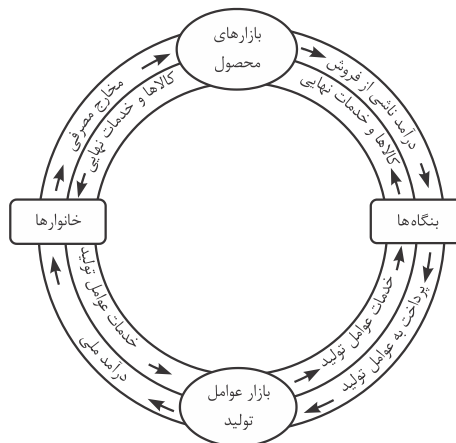 بازارهای
محصول
مخارج مصرفی
کالاها و خدمات نهایی
درآمد ناشی از فروش
کالاها و خدمات نهایی
خانوارها
بنگاه‌ها
خدمات عوامل تولید
درآمد ملی
خدمات عوامل تولید
پرداخت به عوامل تولید
بازار عوامل
تولید